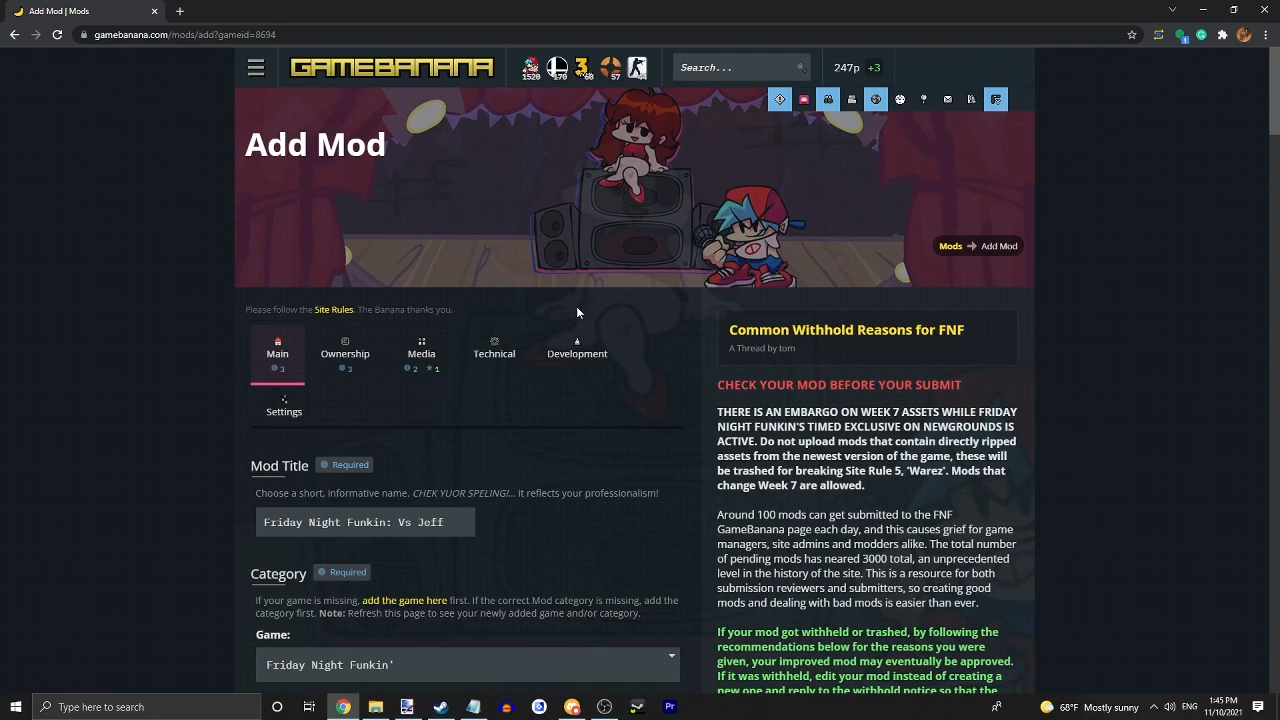 Add Mod | Mods
gamebanana.com/mods/add?gameid=8694
GAMEBANANA
Search...
247p +3
Add Mod
Mods → Add Mod
Please follow the Site Rules. The Banana thanks you.
Main
3
Ownership
3
Media
2 1
Technical
Development
Settings
Mod Title Required
Choose a short, informative name. CHEK YUOR SPELING!... it reflects your professionalism!
Friday Night Funkin: Vs Jeff
Category Required
If your game is missing, add the game here first. If the correct Mod category is missing, add the
category first. Note: Refresh this page to see your newly added game and/or category.
Game:
Friday Night Funkin'
Common Withhold Reasons for FNF
A Thread by tom
CHECK YOUR MOD BEFORE YOUR SUBMIT
THERE IS AN EMBARGO ON WEEK 7 ASSETS WHILE FRIDAY
NIGHT FUNKIN'S TIMED EXCLUSIVE ON NEWGROUNDS IS
ACTIVE. Do not upload mods that contain directly ripped
assets from the newest version of the game, these will
be trashed for breaking Site Rule 5, 'Warez'. Mods that
change Week 7 are allowed.
Around 100 mods can get submitted to the FNF
GameBanana page each day, and this causes grief for game
managers, site admins and modders alike. The total number
of pending mods has neared 3000 total, an unprecedented
level in the history of the site. This is a resource for both
submission reviewers and submitters, so creating good
mods and dealing with bad mods is easier than ever.
If your mod got withheld or trashed, by following the
recommendations below for the reasons you were
given, your improved mod may eventually be approved.
If it was withheld, edit your mod instead of creating a
new one and reply to the withhold notice so that the
Type here to search
Pr
68°F Mostly sunny
ENG
1:45 PM
11/10/2021